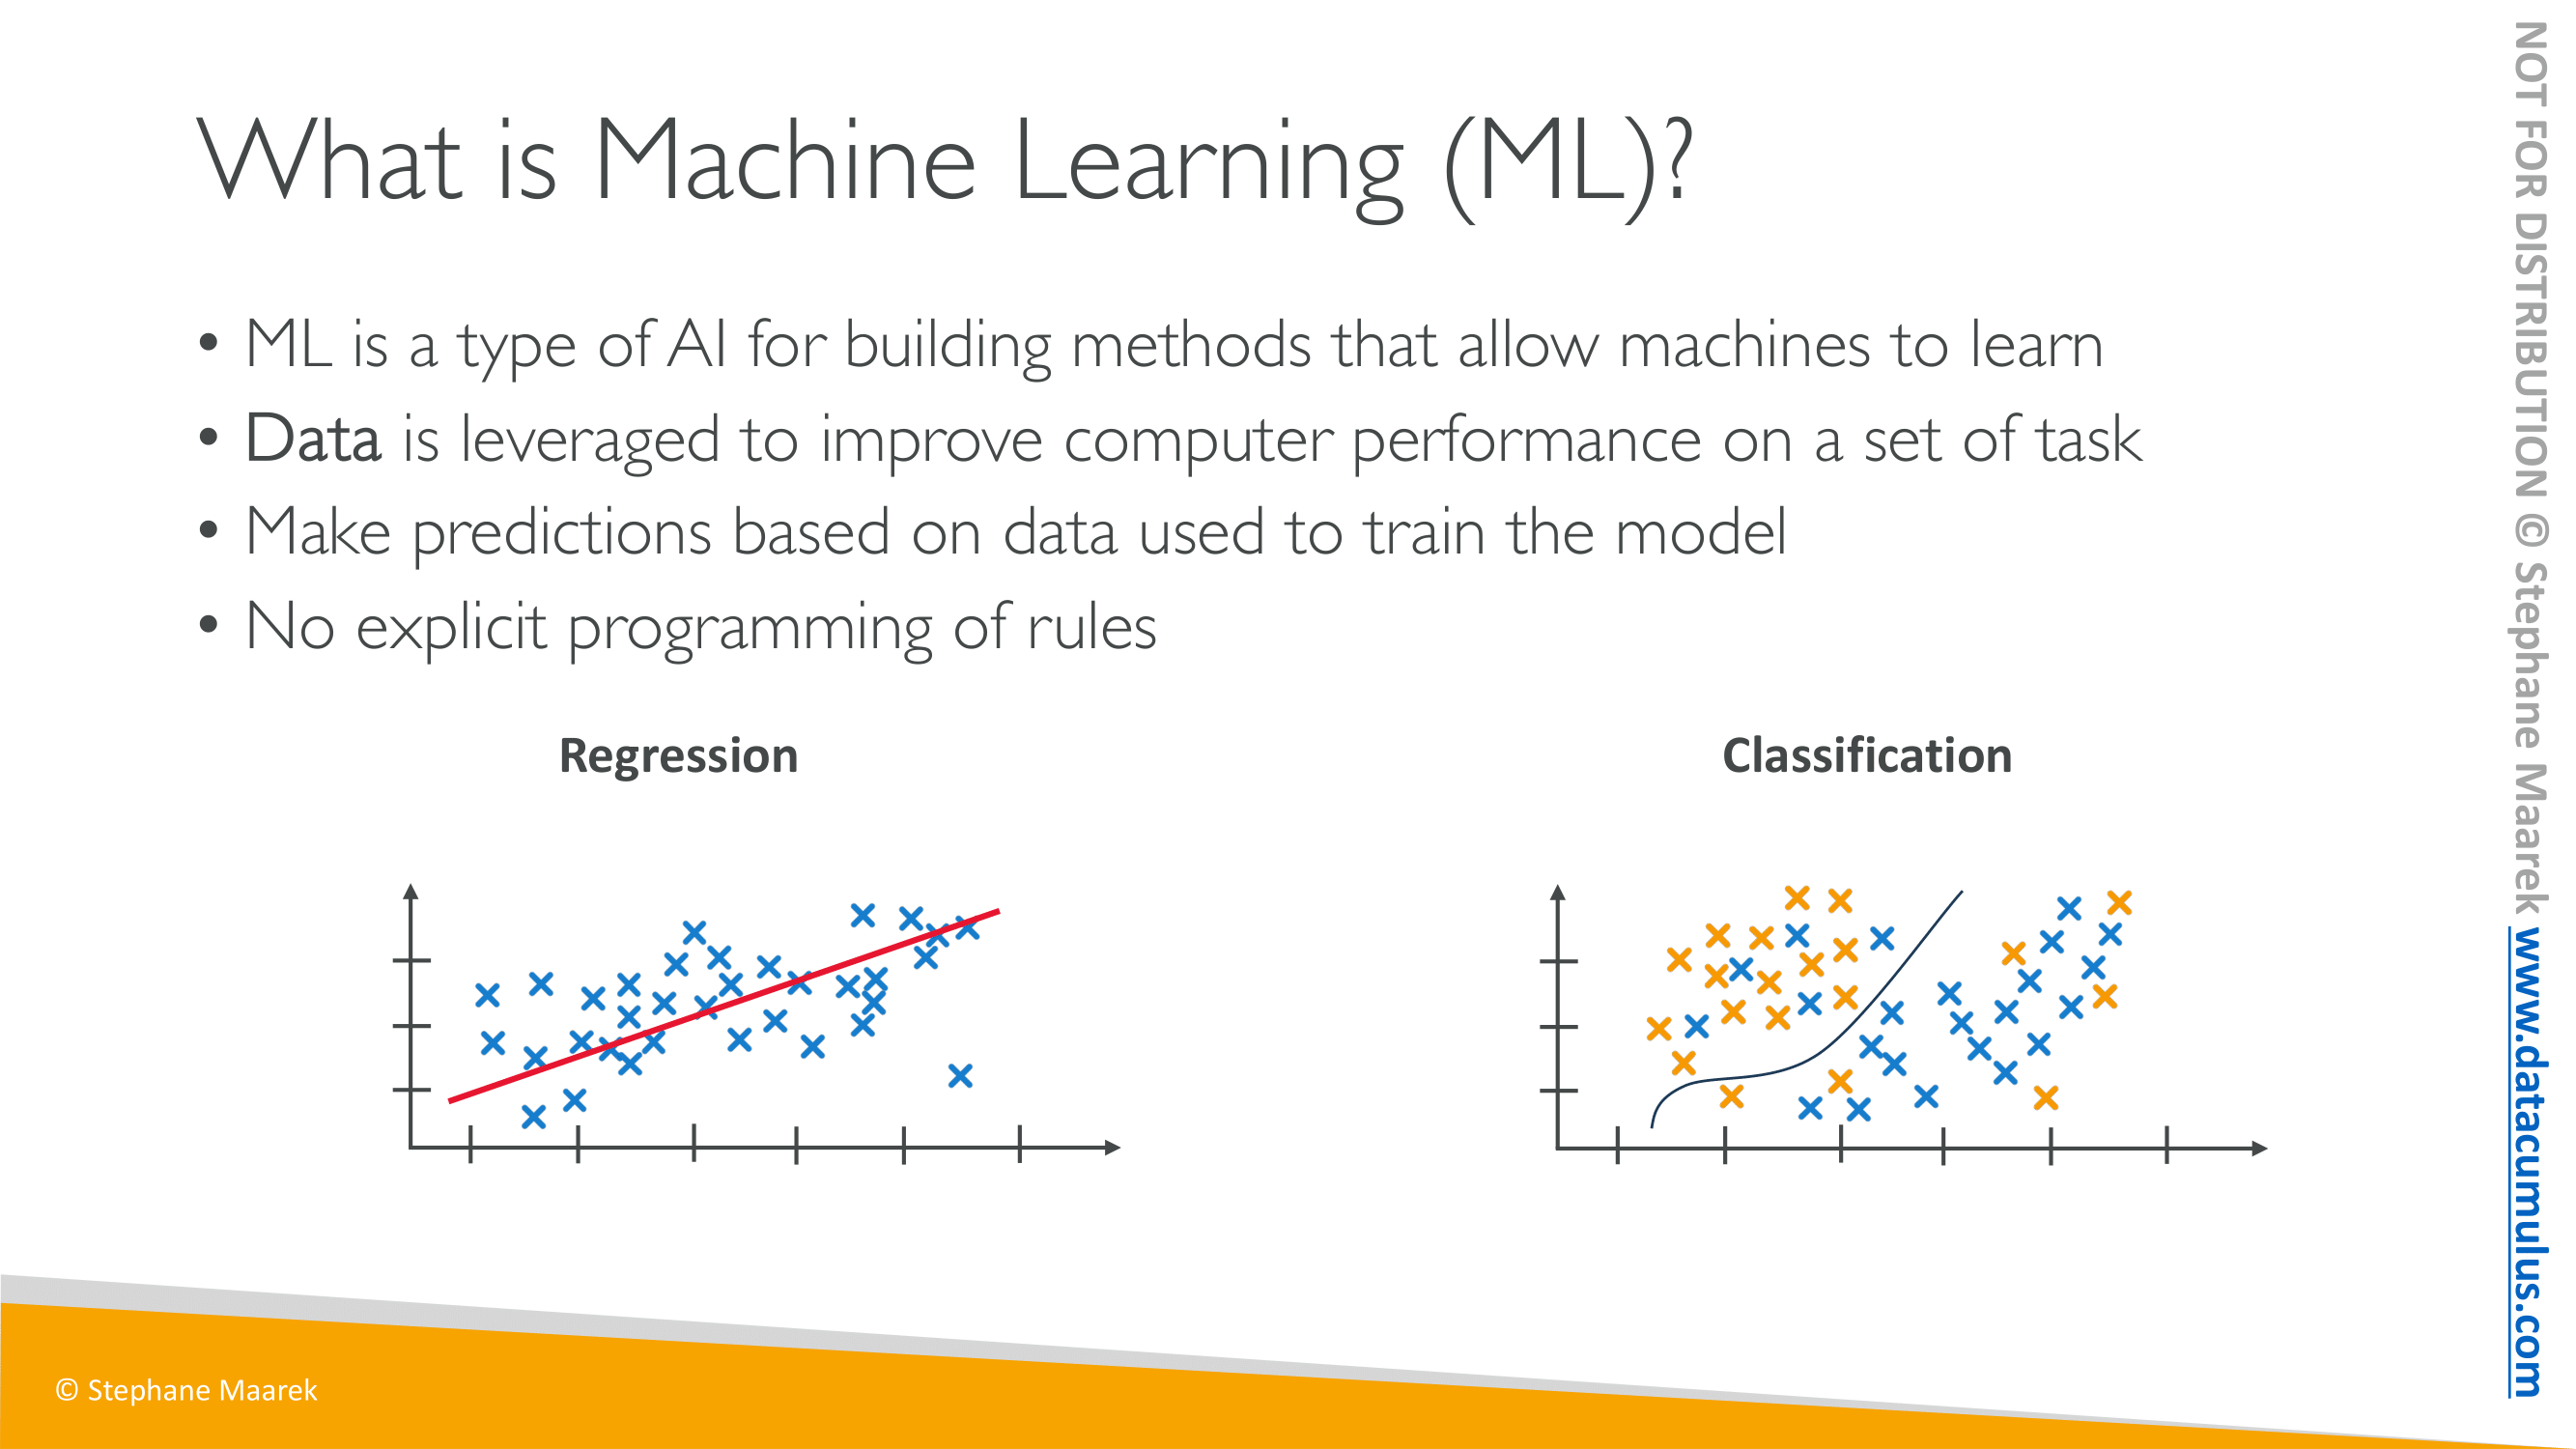 What is Machine Learning (ML)?
• ML is a type of AI for building methods that allow machines to learn
• Data is leveraged to improve computer performance on a set of task
• Make predictions based on data used to train the model
• No explicit programming of rules
Regression
Classification
© Stephane Maarek
NOT FOR DISTRIBUTION © Stephane Maarek www.datacumulus.com